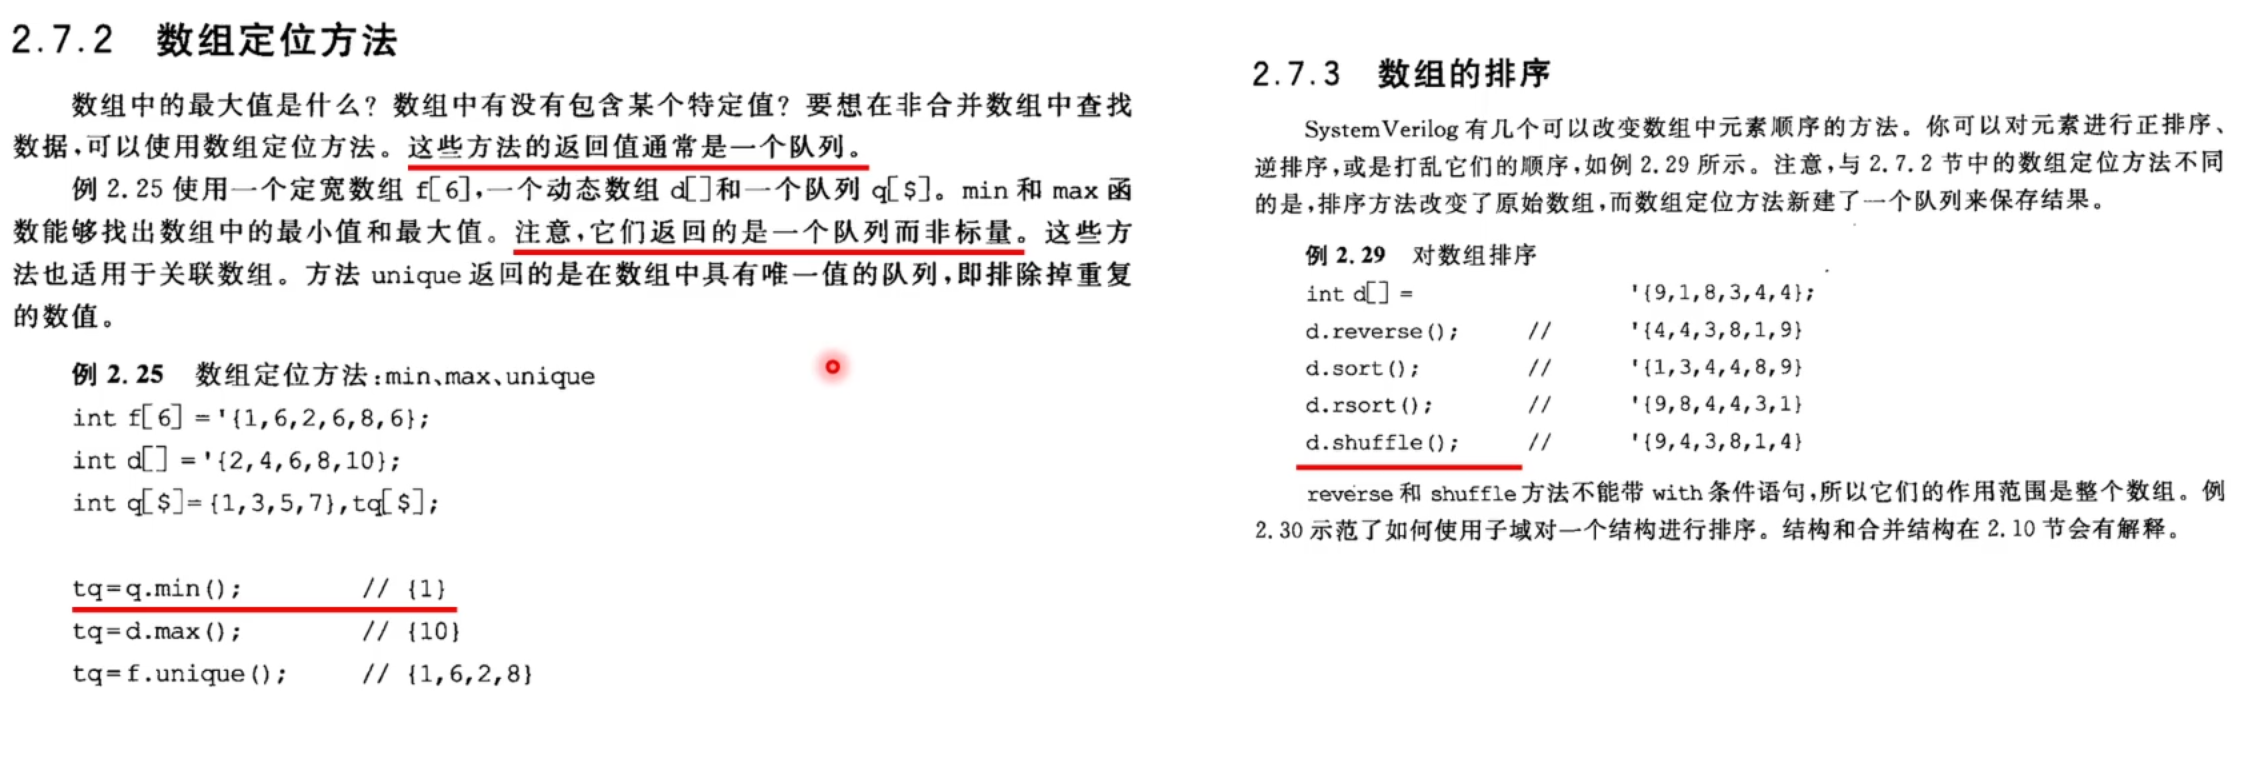 2.7.2 数组定位方法
数组中的最大值是什么？数组中有没有包含某个特定值？要想在非合并数组中查找
数据,可以使用数组定位方法。这些方法的返回值通常是一个队列。
例 2.25 使用一个定宽数组 f[6],一个动态数组 d[]和一个队列 q[$]。min 和 max 函
数能够找出数组中的最小值和最大值。注意,它们返回的是一个队列而非标量。这些方
法也适用于关联数组。方法 unique 返回的是在数组中具有唯一值的队列,即排除掉重复
的数值。
例 2.25 数组定位方法:min、max、unique
int f[6] ='{1,6,2,6,8,6};
int d[] ='{2,4,6,8,10};
int q[$]={1,3,5,7},tq[$];
tq=q.min(); // {1}
tq=d.max(); // {10}
tq=f.unique(); // {1,6,2,8}
2.7.3 数组的排序
SystemVerilog 有几个可以改变数组中元素顺序的方法。你可以对元素进行正排序、
逆排序,或是打乱它们的顺序,如例 2.29 所示。注意,与 2.7.2 节中的数组定位方法不同
的是,排序方法改变了原始数组,而数组定位方法新建了一个队列来保存结果。
例 2.29 对数组排序
int d[] = '{9,1,8,3,4,4};
d.reverse(); // '{4,4,3,8,1,9}
d.sort(); // '{1,3,4,4,8,9}
d.rsort(); // '{9,8,4,4,3,1}
d.shuffle(); // '{9,4,3,8,1,4}
reverse 和 shuffle 方法不能带 with 条件语句,所以它们的作用范围是整个数组。例
2.30 示范了如何使用子域对一个结构进行排序。结构和合并结构在 2.10 节会有解释。